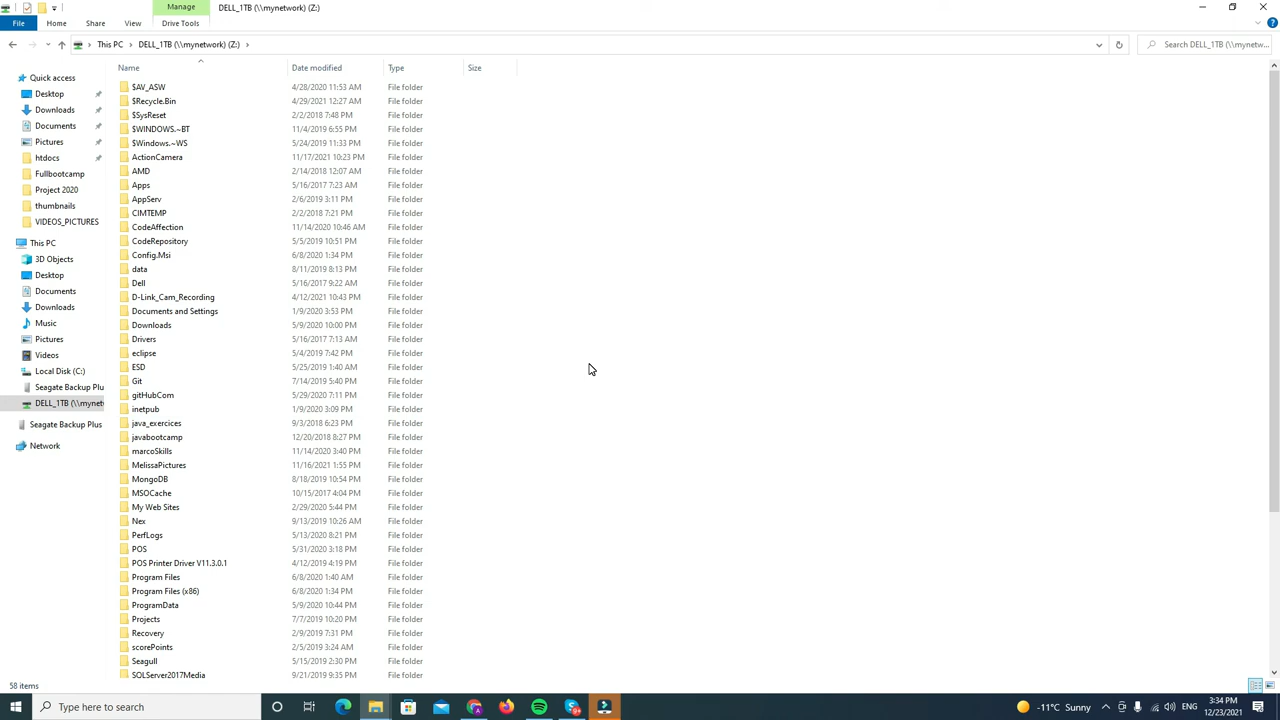 Manage
DELL_1TB (\\mynetwork) (Z:)
File
Home
Share
View
Drive Tools
This PC
DELL_1TB (\\mynetwork) (Z:)
Search DELL_1TB (\\mynetw...
Name
Date modified
Type
Size
Quick access
Desktop
Downloads
Documents
Pictures
htdocs
Fullbootcamp
Project 2020
thumbnails
VIDEOS_PICTURES
This PC
3D Objects
Desktop
Documents
Downloads
Music
Pictures
Videos
Local Disk (C:)
Seagate Backup Plu
DELL_1TB (\\mynet
Seagate Backup Plus
Network
$AV_ASW 4/28/2020 11:53 AM File folder
$Recycle.Bin 4/29/2021 12:27 AM File folder
$SysReset 2/2/2018 7:48 PM File folder
$WINDOWS.~BT 11/4/2019 6:55 PM File folder
$Windows.~WS 5/24/2019 11:33 PM File folder
ActionCamera 11/17/2021 10:23 PM File folder
AMD 2/14/2018 12:07 AM File folder
Apps 5/16/2017 7:23 AM File folder
AppServ 2/6/2019 3:11 PM File folder
CIMTEMP 2/2/2018 7:21 PM File folder
CodeAffection 11/14/2020 10:46 AM File folder
CodeRepository 5/5/2019 10:51 PM File folder
Config.Msi 6/8/2020 1:34 PM File folder
data 8/11/2019 8:13 PM File folder
Dell 5/16/2017 9:22 AM File folder
D-Link_Cam_Recording 4/12/2021 10:43 PM File folder
Documents and Settings 1/9/2020 3:53 PM File folder
Downloads 5/9/2020 10:00 PM File folder
Drivers 5/16/2017 7:13 AM File folder
eclipse 5/4/2019 7:42 PM File folder
ESD 5/25/2019 1:40 AM File folder
Git 7/14/2019 5:40 PM File folder
gitHubCom 5/29/2020 7:11 PM File folder
inetpub 1/9/2020 3:09 PM File folder
java_exercices 9/3/2018 6:23 PM File folder
javabootcamp 12/20/2018 8:27 PM File folder
marcoSkills 11/14/2020 3:40 PM File folder
MelissaPictures 11/16/2021 1:55 PM File folder
MongoDB 8/18/2019 10:54 PM File folder
MSOCache 10/15/2017 4:04 PM File folder
My Web Sites 2/29/2020 5:44 PM File folder
Nex 9/13/2019 10:26 AM File folder
PerfLogs 5/13/2020 8:21 PM File folder
POS 5/31/2020 3:18 PM File folder
POS Printer Driver V11.3.0.1 4/12/2019 4:19 PM File folder
Program Files 6/8/2020 1:40 AM File folder
Program Files (x86) 6/8/2020 1:34 PM File folder
ProgramData 5/9/2020 10:44 PM File folder
Projects 7/7/2019 10:20 PM File folder
Recovery 2/9/2019 7:31 PM File folder
scorePoints 2/5/2019 3:24 AM File folder
Seagull 5/15/2019 2:30 PM File folder
SQLServer2017Media 9/21/2019 9:35 PM File folder
58 items
Type here to search
-11°C Sunny
ENG
3:34 PM
12/23/2021